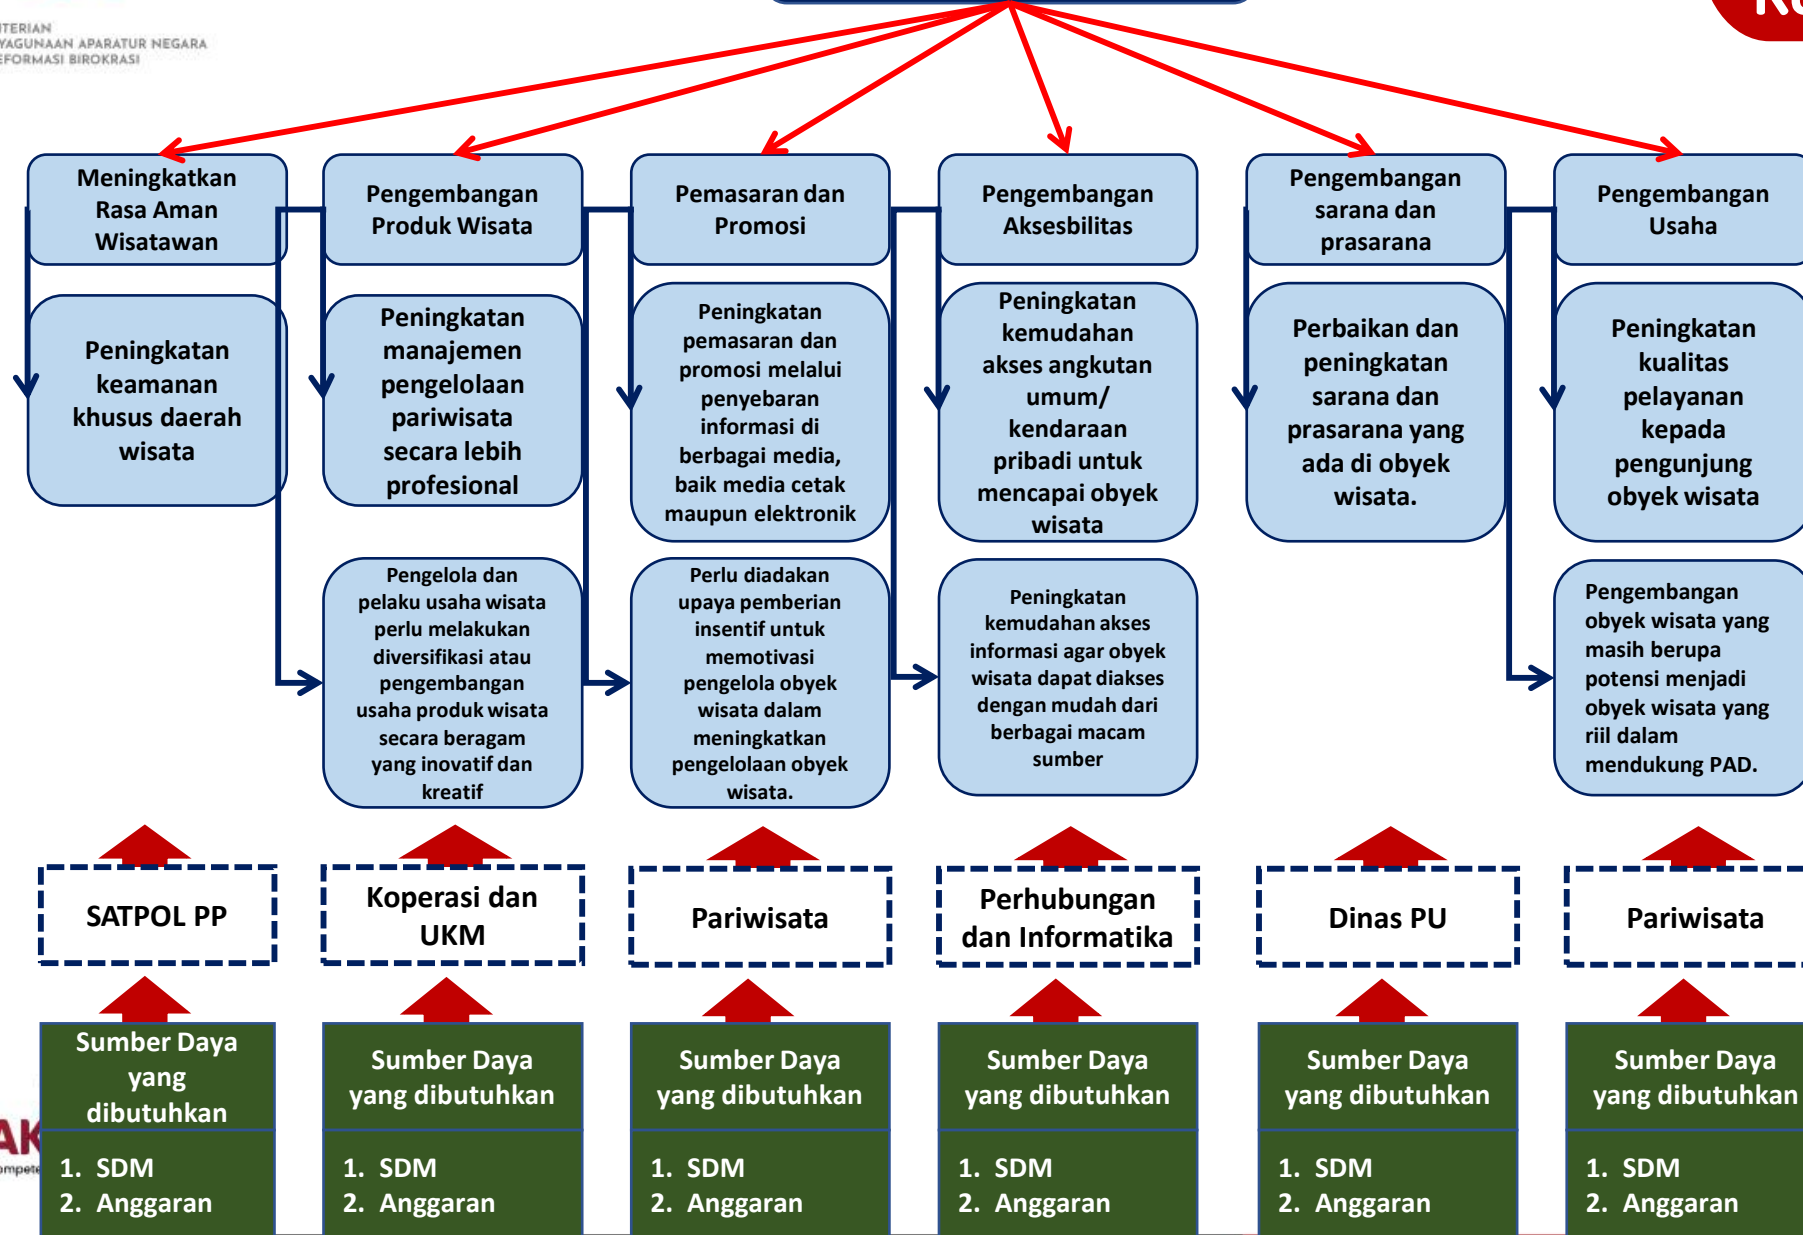 YAGUNAAN APARATUR NEGARA
EFORMASI BIROKRASI
Meningkatkan
Rasa Aman
Wisatawan
Pengembangan
Produk Wisata
Pemasaran dan
Promosi
Pengembangan
Aksesbilitas
Pengembangan
sarana dan
prasarana
Pengembangan
Usaha
Peningkatan
keamanan
khusus daerah
wisata
Peningkatan
manajemen
pengelolaan
pariwisata
secara lebih
profesional
Peningkatan
pemasaran dan
promosi melalui
penyebaran
informasi di
berbagai media,
baik media cetak
maupun elektronik
Peningkatan
kemudahan
akses angkutan
umum/
kendaraan
pribadi untuk
mencapai obyek
wisata
Perbaikan dan
peningkatan
sarana dan
prasarana yang
ada di obyek
wisata.
Peningkatan
kualitas
pelayanan
kepada
pengunjung
obyek wisata
Pengelola dan
pelaku usaha wisata
perlu melakukan
diversifikasi atau
pengembangan
usaha produk wisata
secara beragam
yang inovatif dan
kreatif
Perlu diadakan
upaya pemberian
insentif untuk
memotivasi
pengelola obyek
wisata dalam
meningkatkan
pengelolaan obyek
wisata.
Peningkatan
kemudahan akses
informasi agar obyek
wisata dapat diakses
dengan mudah dari
berbagai macam
sumber
Pengembangan
obyek wisata yang
masih berupa
potensi menjadi
obyek wisata yang
riil dalam
mendukung PAD.
SATPOL PP
Koperasi dan
UKM
Pariwisata
Perhubungan
dan Informatika
Dinas PU
Pariwisata
Sumber Daya
yang
dibutuhkan
1. SDM
2. Anggaran
Sumber Daya
yang dibutuhkan
1. SDM
2. Anggaran
Sumber Daya
yang dibutuhkan
1. SDM
2. Anggaran
Sumber Daya
yang dibutuhkan
1. SDM
2. Anggaran
Sumber Daya
yang dibutuhkan
1. SDM
2. Anggaran
Sumber Daya
yang dibutuhkan
1. SDM
2. Anggaran